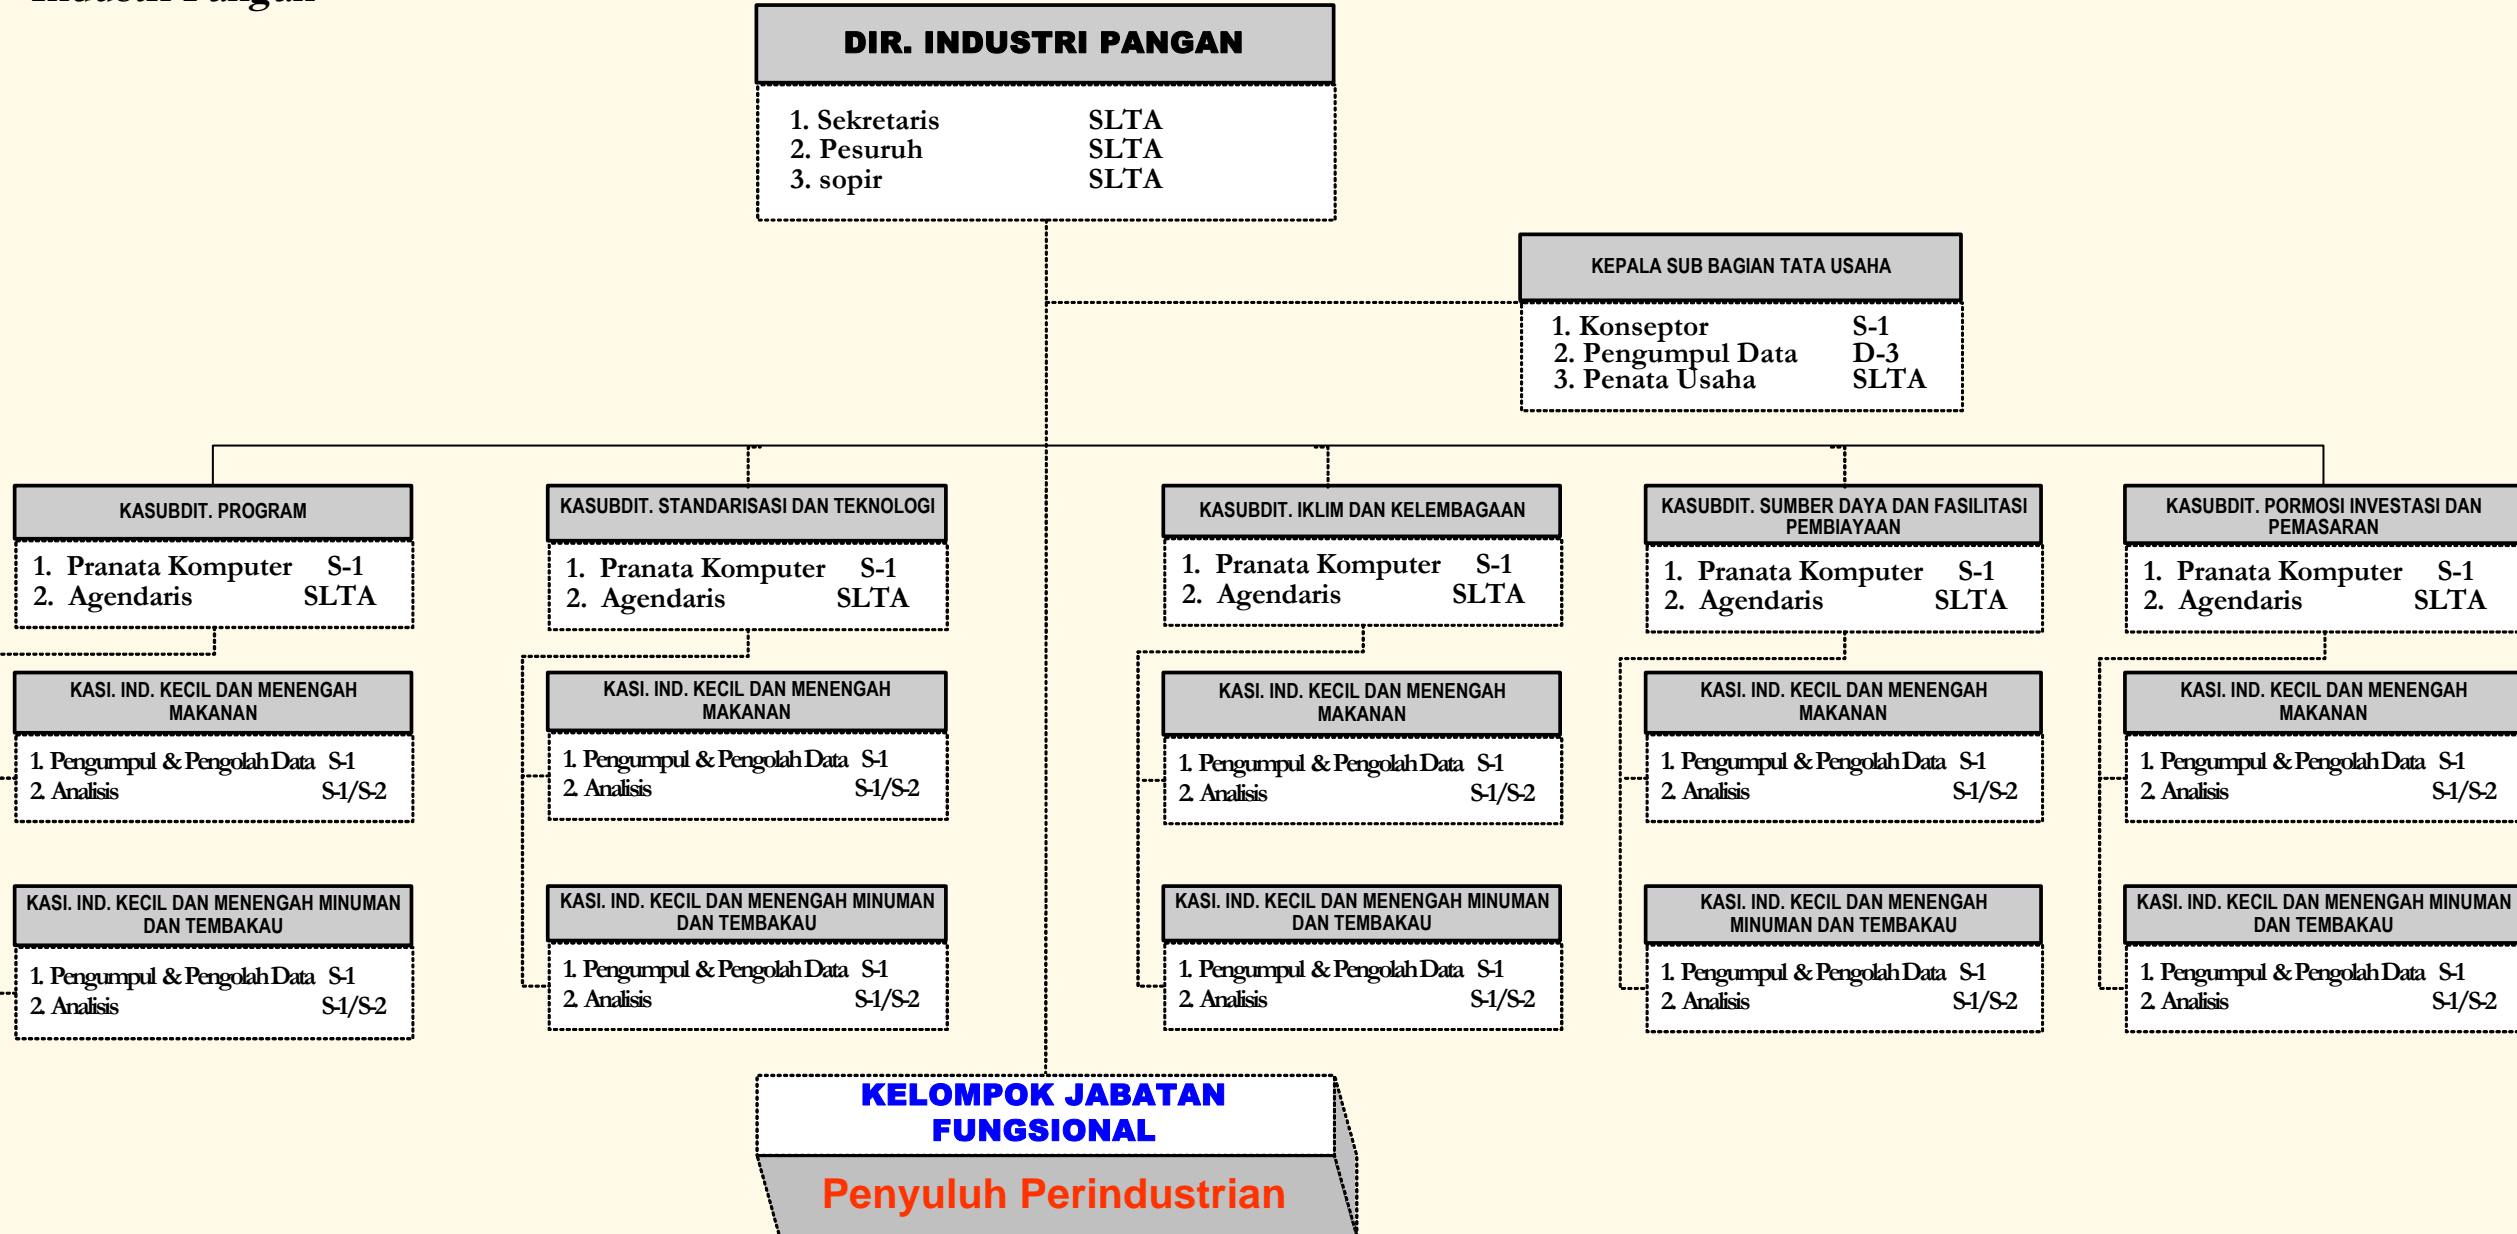 Industri Pangan
DIR. INDUSTRI PANGAN
1. Sekretaris SLTA
2. Pesuruh SLTA
3. sopir SLTA
KEPALA SUB BAGIAN TATA USAHA
1. Konseptor S-1
2. Pengumpul Data D-3
3. Penata Usaha SLTA
KASUBDIT. PROGRAM
1. Pranata Komputer S-1
2. Agendaris SLTA
KASI. IND. KECIL DAN MENENGAH
MAKANAN
1. Pengumpul & Pengolah Data S-1
2. Analisis S-1/S-2
KASI. IND. KECIL DAN MENENGAH MINUMAN
DAN TEMBAKAU
1. Pengumpul & Pengolah Data S-1
2. Analisis S-1/S-2
KASUBDIT. STANDARISASI DAN TEKNOLOGI
1. Pranata Komputer S-1
2. Agendaris SLTA
KASI. IND. KECIL DAN MENENGAH
MAKANAN
1. Pengumpul & Pengolah Data S-1
2. Analisis S-1/S-2
KASI. IND. KECIL DAN MENENGAH MINUMAN
DAN TEMBAKAU
1. Pengumpul & Pengolah Data S-1
2. Analisis S-1/S-2
KASUBDIT. IKLIM DAN KELEMBAGAAN
1. Pranata Komputer S-1
2. Agendaris SLTA
KASI. IND. KECIL DAN MENENGAH
MAKANAN
1. Pengumpul & Pengolah Data S-1
2. Analisis S-1/S-2
KASI. IND. KECIL DAN MENENGAH MINUMAN
DAN TEMBAKAU
1. Pengumpul & Pengolah Data S-1
2. Analisis S-1/S-2
KASUBDIT. SUMBER DAYA DAN FASILITASI
PEMBIAYAAN
1. Pranata Komputer S-1
2. Agendaris SLTA
KASI. IND. KECIL DAN MENENGAH
MAKANAN
1. Pengumpul & Pengolah Data S-1
2. Analisis S-1/S-2
KASI. IND. KECIL DAN MENENGAH
MINUMAN DAN TEMBAKAU
1. Pengumpul & Pengolah Data S-1
2. Analisis S-1/S-2
KASUBDIT. PORMOSI INVESTASI DAN
PEMASARAN
1. Pranata Komputer S-1
2. Agendaris SLTA
KASI. IND. KECIL DAN MENENGAH
MAKANAN
1. Pengumpul & Pengolah Data S-1
2. Analisis S-1/S-2
KASI. IND. KECIL DAN MENENGAH MINUMAN
DAN TEMBAKAU
1. Pengumpul & Pengolah Data S-1
2. Analisis S-1/S-2
KELOMPOK JABATAN
FUNGSIONAL
Penyuluh Perindustrian